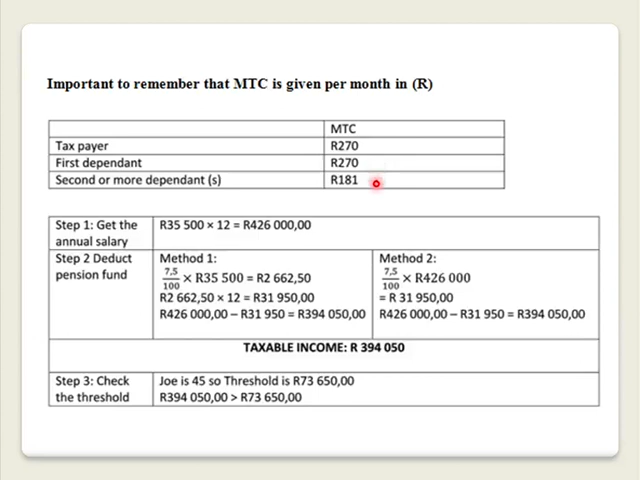 Important to remember that MTC is given per month in (R)
MTC
Tax payer R270
First dependant R270
Second or more dependant (s) R181
Step 1: Get the annual salary R35 500 × 12 = R426 000,00
Step 2 Deduct pension fund
Method 1:
7,5/100 × R35 500 = R2 662,50
R2 662,50 × 12 = R31 950,00
R426 000,00 – R31 950 = R394 050,00
Method 2:
7,5/100 × R426 000
= R 31 950,00
R426 000,00 – R31 950 = R394 050,00
TAXABLE INCOME: R 394 050
Step 3: Check the threshold
Joe is 45 so Threshold is R73 650,00
R394 050,00 > R73 650,00